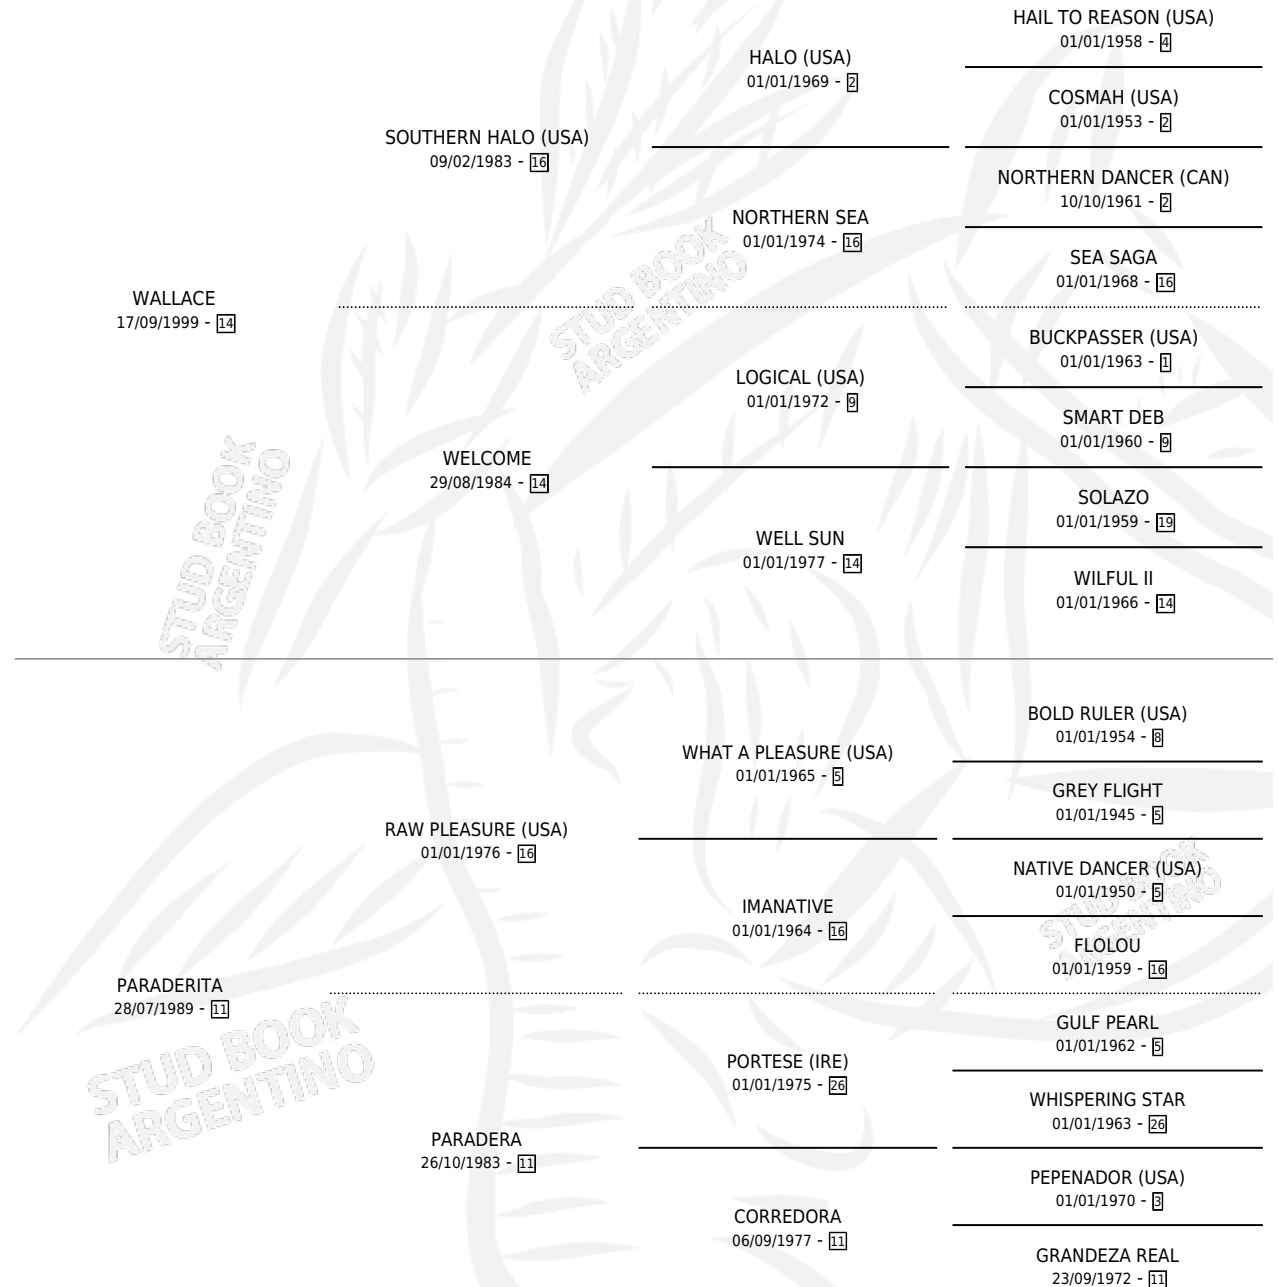 HAIL TO REASON (USA)
01/01/1958 - 4
HALO (USA)
01/01/1969 - 2
COSMAH (USA)
01/01/1953 - 2
SOUTHERN HALO (USA)
09/02/1983 - 16
NORTHERN DANCER (CAN)
10/10/1961 - 2
NORTHERN SEA
01/01/1974 - 16
SEA SAGA
01/01/1968 - 16
WALLACE
17/09/1999 - 14
BUCKPASSER (USA)
01/01/1963 - 1
LOGICAL (USA)
01/01/1972 - 9
SMART DEB
01/01/1960 - 9
WELCOME
29/08/1984 - 14
SOLAZO
01/01/1959 - 19
WELL SUN
01/01/1977 - 14
WILFUL II
01/01/1966 - 14
BOLD RULER (USA)
01/01/1954 - 8
WHAT A PLEASURE (USA)
01/01/1965 - 5
GREY FLIGHT
01/01/1945 - 5
RAW PLEASURE (USA)
01/01/1976 - 16
NATIVE DANCER (USA)
01/01/1950 - 5
IMANATIVE
01/01/1964 - 16
FLOLOU
01/01/1959 - 16
PARADERITA
28/07/1989 - 11
GULF PEARL
01/01/1962 - 5
PORTESE (IRE)
01/01/1975 - 26
WHISPERING STAR
01/01/1963 - 26
PARADERA
26/10/1983 - 11
PEPENADOR (USA)
01/01/1970 - 3
CORREDORA
06/09/1977 - 11
GRANDEZA REAL
23/09/1972 - 11
STUD BOOK
ARGENTINO
STUD BOOK
ARGENTINO
STUD BOOK
ARGENTINO
STUD BOOK
ARGENTINO